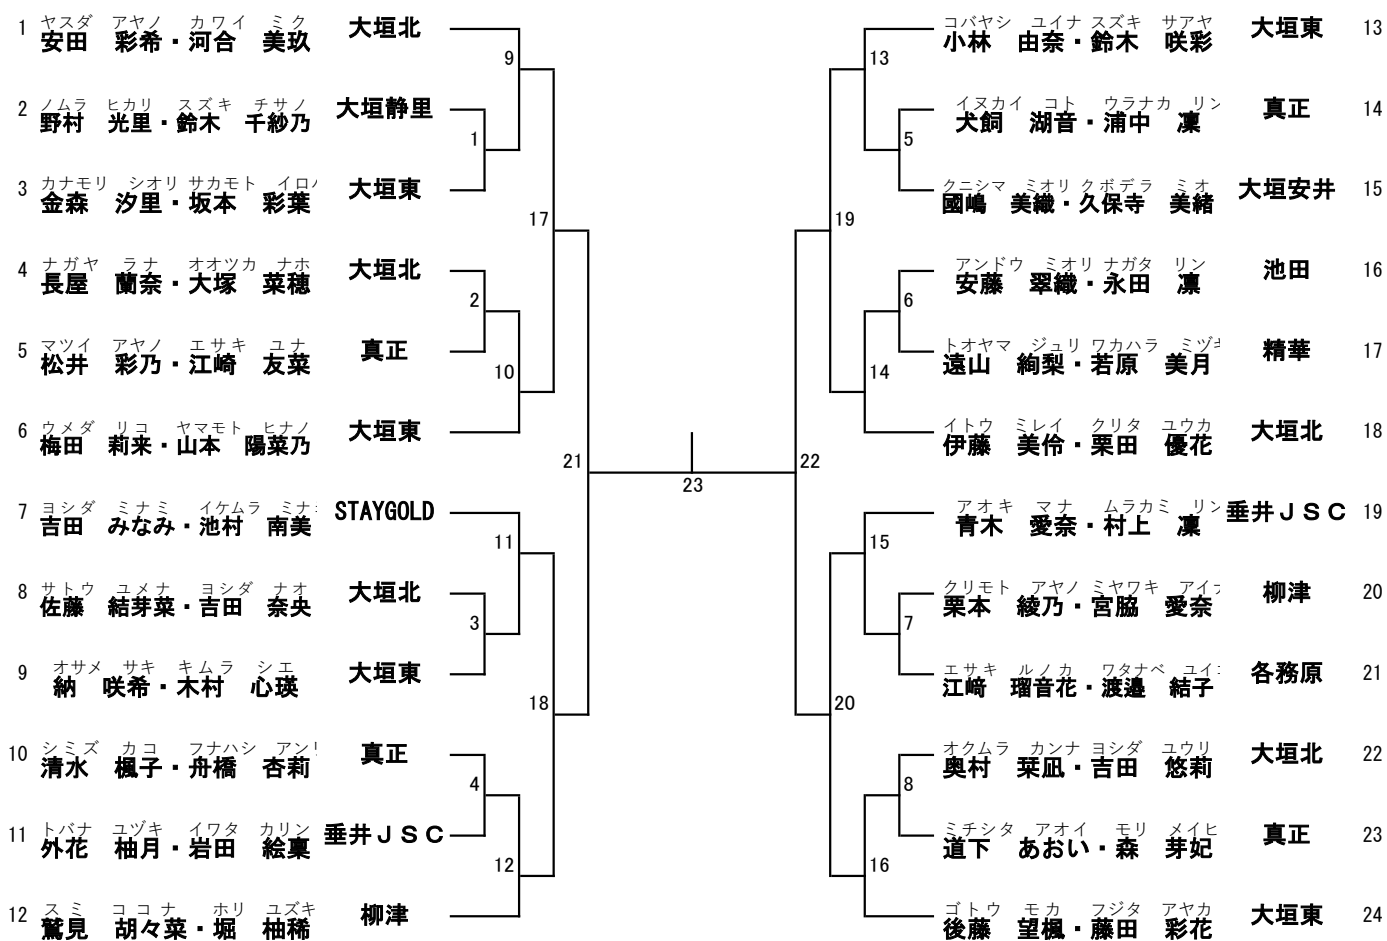 ヤスダ アヤノ カワイ ミク
1 安田 彩希・河合 美玖 大垣北
ノムラ ヒカリ スズキ チサノ
2 野村 光里・鈴木 千紗乃 大垣静里
カナモリ シオリ サカモト イロハ
3 金森 汐里・坂本 彩葉 大垣東
ナガヤ ラナ オオツカ ナホ
4 長屋 蘭奈・大塚 菜穂 大垣北
マツイ アヤノ エサキ ユナ
5 松井 彩乃・江崎 友菜 真正
ウメダ リコ ヤマモト ヒナノ
6 梅田 莉来・山本 陽菜乃 大垣東
ヨシダ ミナミ イケムラ ミナ
7 吉田 みなみ・池村 南美 STAYGOLD
サトウ ユメナ ヨシダ ナオ
8 佐藤 結芽菜・吉田 奈央 大垣北
オサメ サキ キムラ シエ
9 納 咲希・木村 心瑛 大垣東
シミズ カコ フナハシ アンリ
10 清水 楓子・舟橋 杏莉 真正
トバナ ユヅキ イワタ カリン
11 外花 柚月・岩田 絵稟 垂井ＪＳＣ
スミ ココナ ホリ ユズキ
12 鷲見 胡々菜・堀 柚稀 柳津
9
1
17
2
10
21
11
3
18
4
12
23
13
5
19
6
14
22
15
7
20
8
16
コバヤシ ユイナ スズキ サアヤ
小林 由奈・鈴木 咲彩 大垣東 13
イヌカイ コト ウラナカ リン
犬飼 湖音・浦中 凜 真正 14
クニシマ ミオリ クボデラ ミオ
國嶋 美織・久保寺 美緒 大垣安井 15
アンドウ ミオリ ナガタ リン
安藤 翠織・永田 凛 池田 16
トオヤマ ジュリ ワカハラ ミヅキ
遠山 絢梨・若原 美月 精華 17
イトウ ミレイ クリタ ユウカ
伊藤 美伶・栗田 優花 大垣北 18
アオキ マナ ムラカミ リン
青木 愛奈・村上 凜 垂井ＪＳＣ 19
クリモト アヤノ ミヤワキ アイナ
栗本 綾乃・宮脇 愛奈 柳津 20
エサキ ルノカ ワタナベ ユイコ
江﨑 瑠音花・渡邉 結子 各務原 21
オクムラ カンナ ヨシダ ユウリ
奥村 栞凪・吉田 悠莉 大垣北 22
ミチシタ アオイ モリ メイヒ
道下 あおい・森 芽妃 真正 23
ゴトウ モカ フジタ アヤカ
後藤 望楓・藤田 彩花 大垣東 24